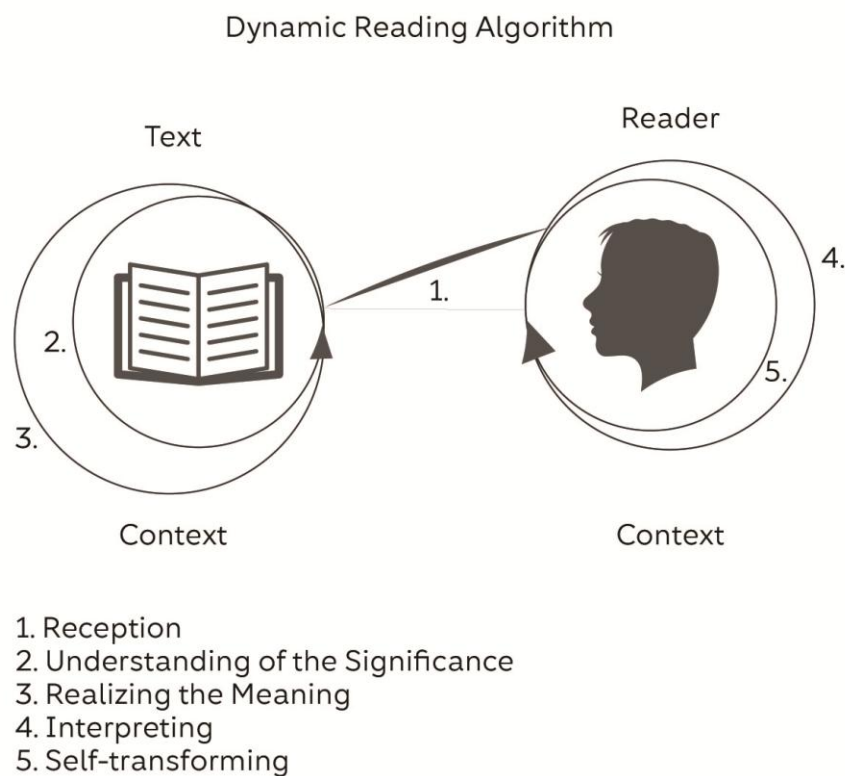 Dynamic Reading Algorithm
Text
Reader
1.
2.
3.
4.
5.
Context
Context
1. Reception
2. Understanding of the Significance
3. Realizing the Meaning
4. Interpreting
5. Self-transforming